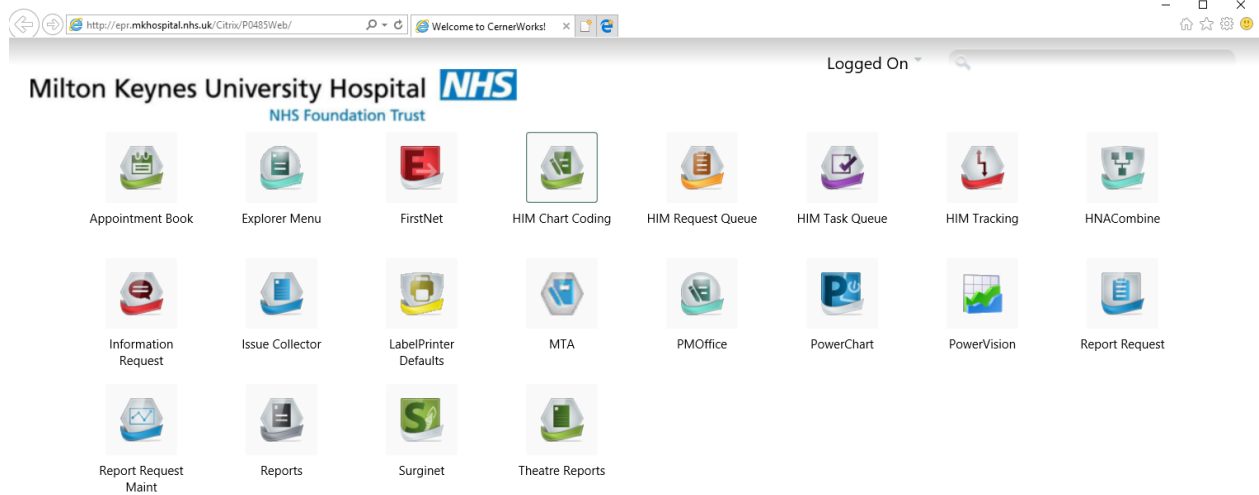 http://epr.mkhospital.nhs.uk/Citrix/P0485Web/
Welcome to CernerWorks!
Logged On
Milton Keynes University Hospital NHS
NHS Foundation Trust
Appointment Book
Explorer Menu
FirstNet
HIM Chart Coding
HIM Request Queue
HIM Task Queue
HIM Tracking
HNACombine
Information
Request
Issue Collector
LabelPrinter
Defaults
MTA
PMOffice
PowerChart
PowerVision
Report Request
Report Request
Maint
Reports
Surginet
Theatre Reports